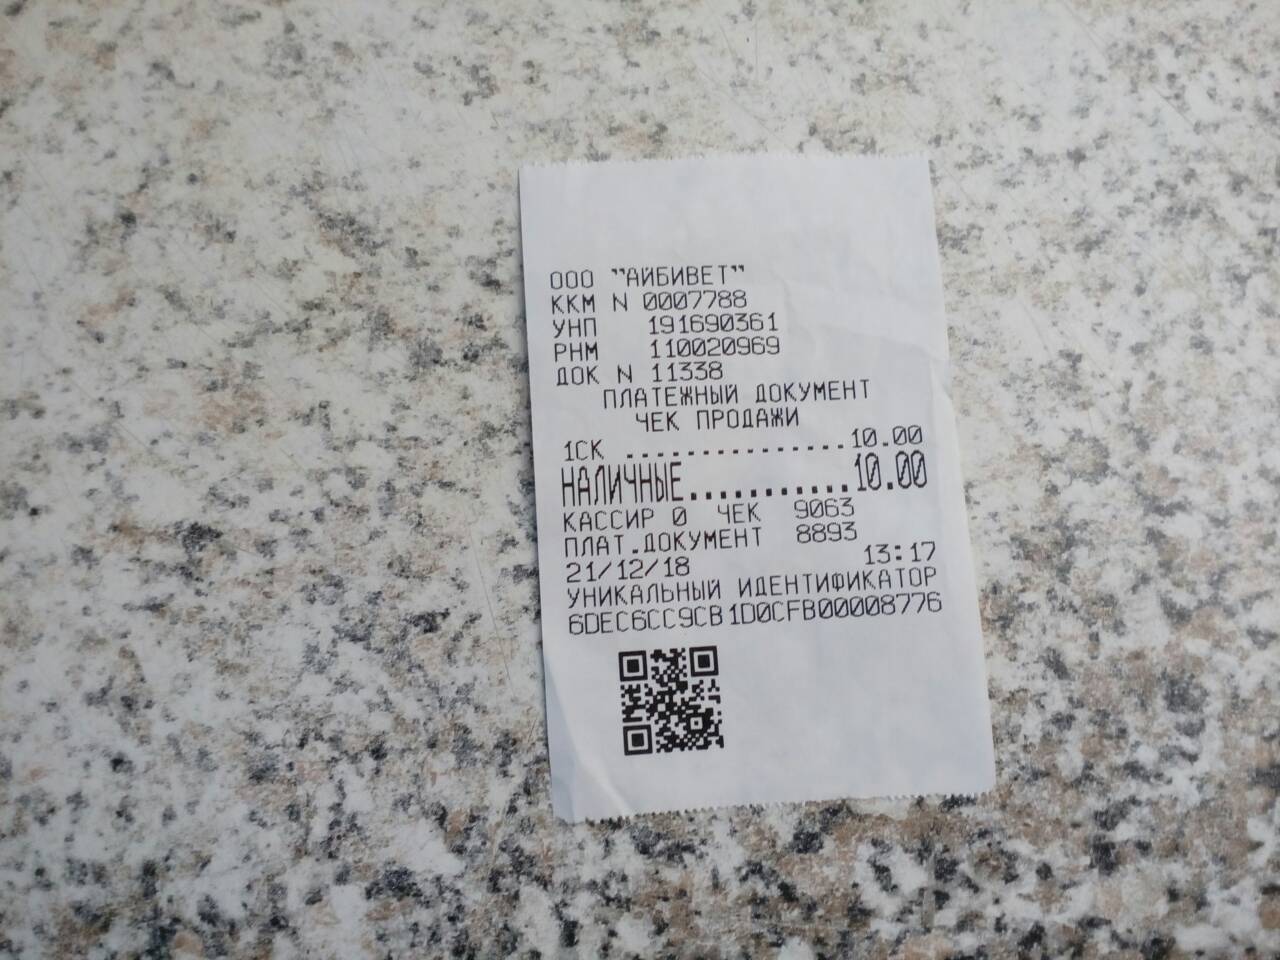 ООО "АЙБИВЕТ"
ККМ N 0007788
УНП 191690361
РНМ 110020969
ДОК N 11338
ПЛАТЕЖНЫЙ ДОКУМЕНТ
ЧЕК ПРОДАЖИ
1СК ...............10.00
НАЛИЧНЫЕ...........10.00
КАССИР 0 ЧЕК 9063
ПЛАТ.ДОКУМЕНТ 8893
21/12/18 13:17
УНИКАЛЬНЫЙ ИДЕНТИФИКАТОР
6DEC6CC9CB1D0CFB00008776